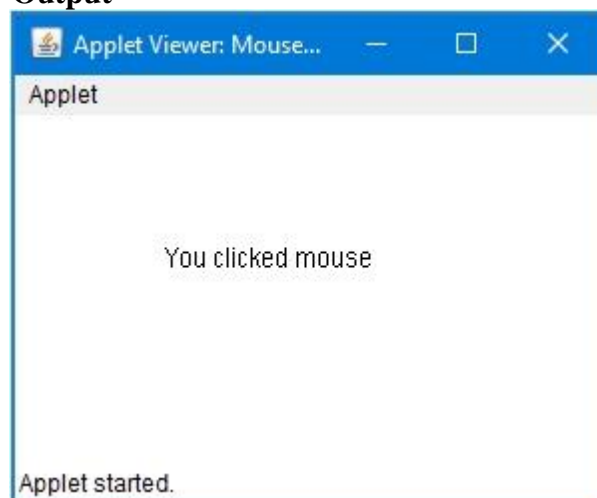 Output
Applet Viewer: Mouse...
Applet
You clicked mouse
Applet started.